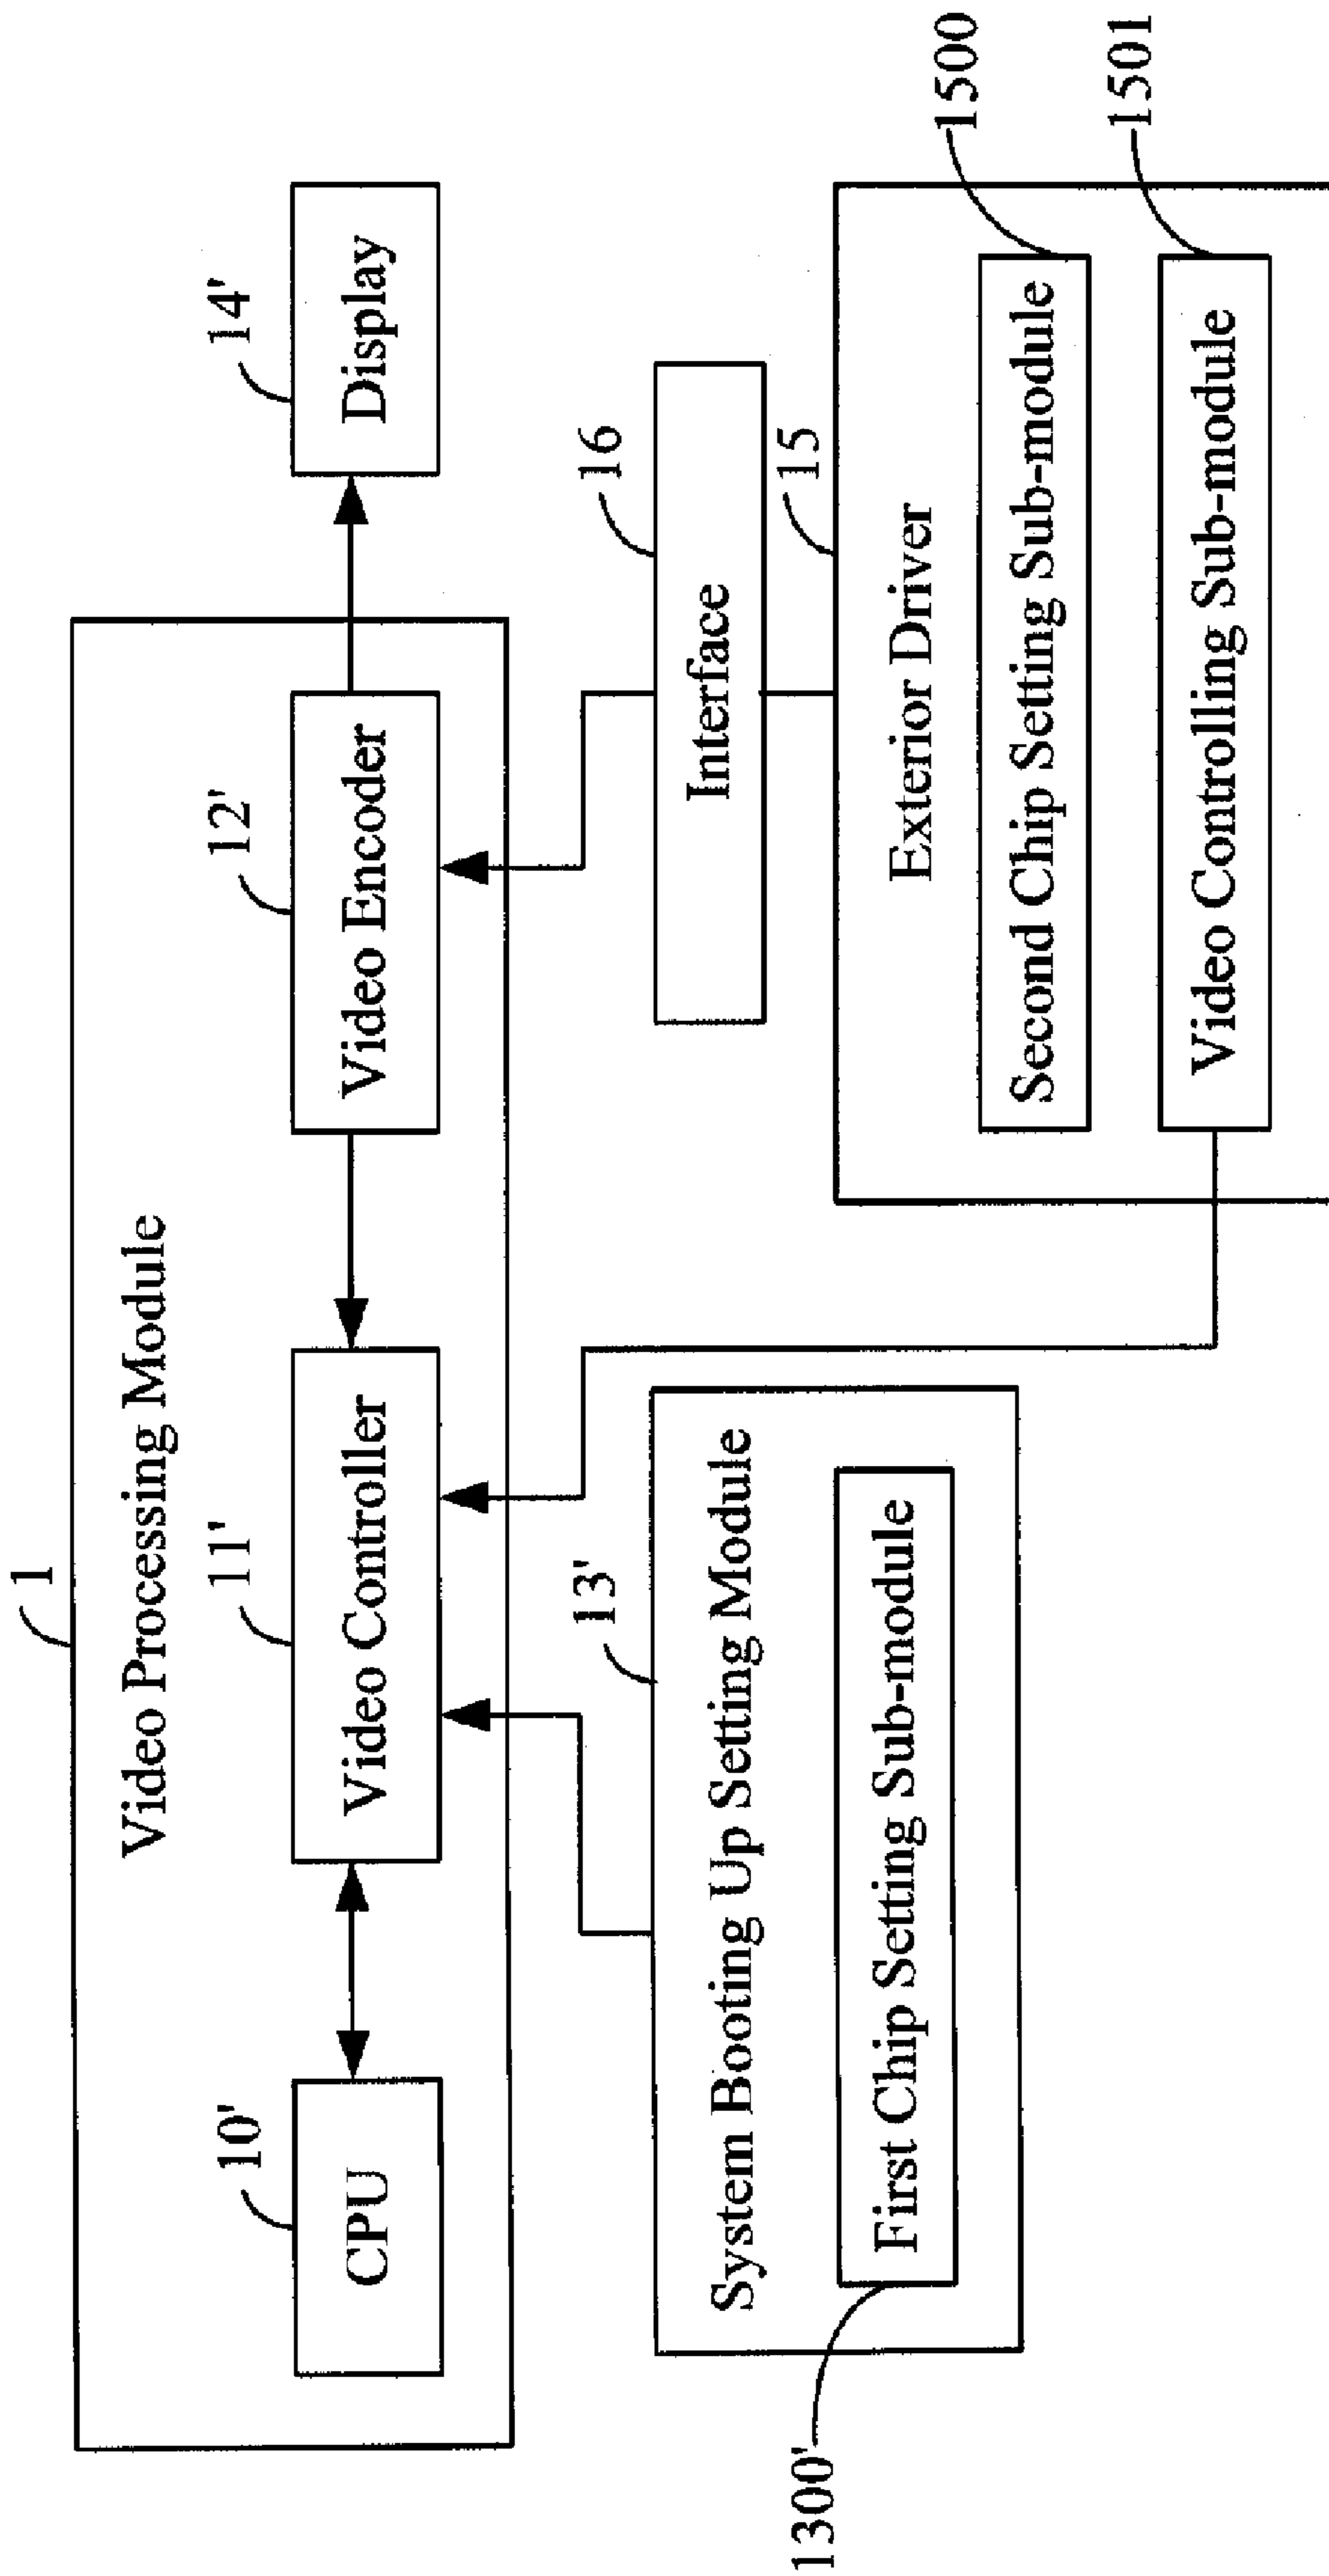 1
Video Processing Module
10'
CPU
11'
Video Controller
12'
Video Encoder
14'
Display
13'
System Booting Up Setting Module
1300'
First Chip Setting Sub-module
16
Interface
15
Exterior Driver
Second Chip Setting Sub-module
1500
Video Controlling Sub-module
1501